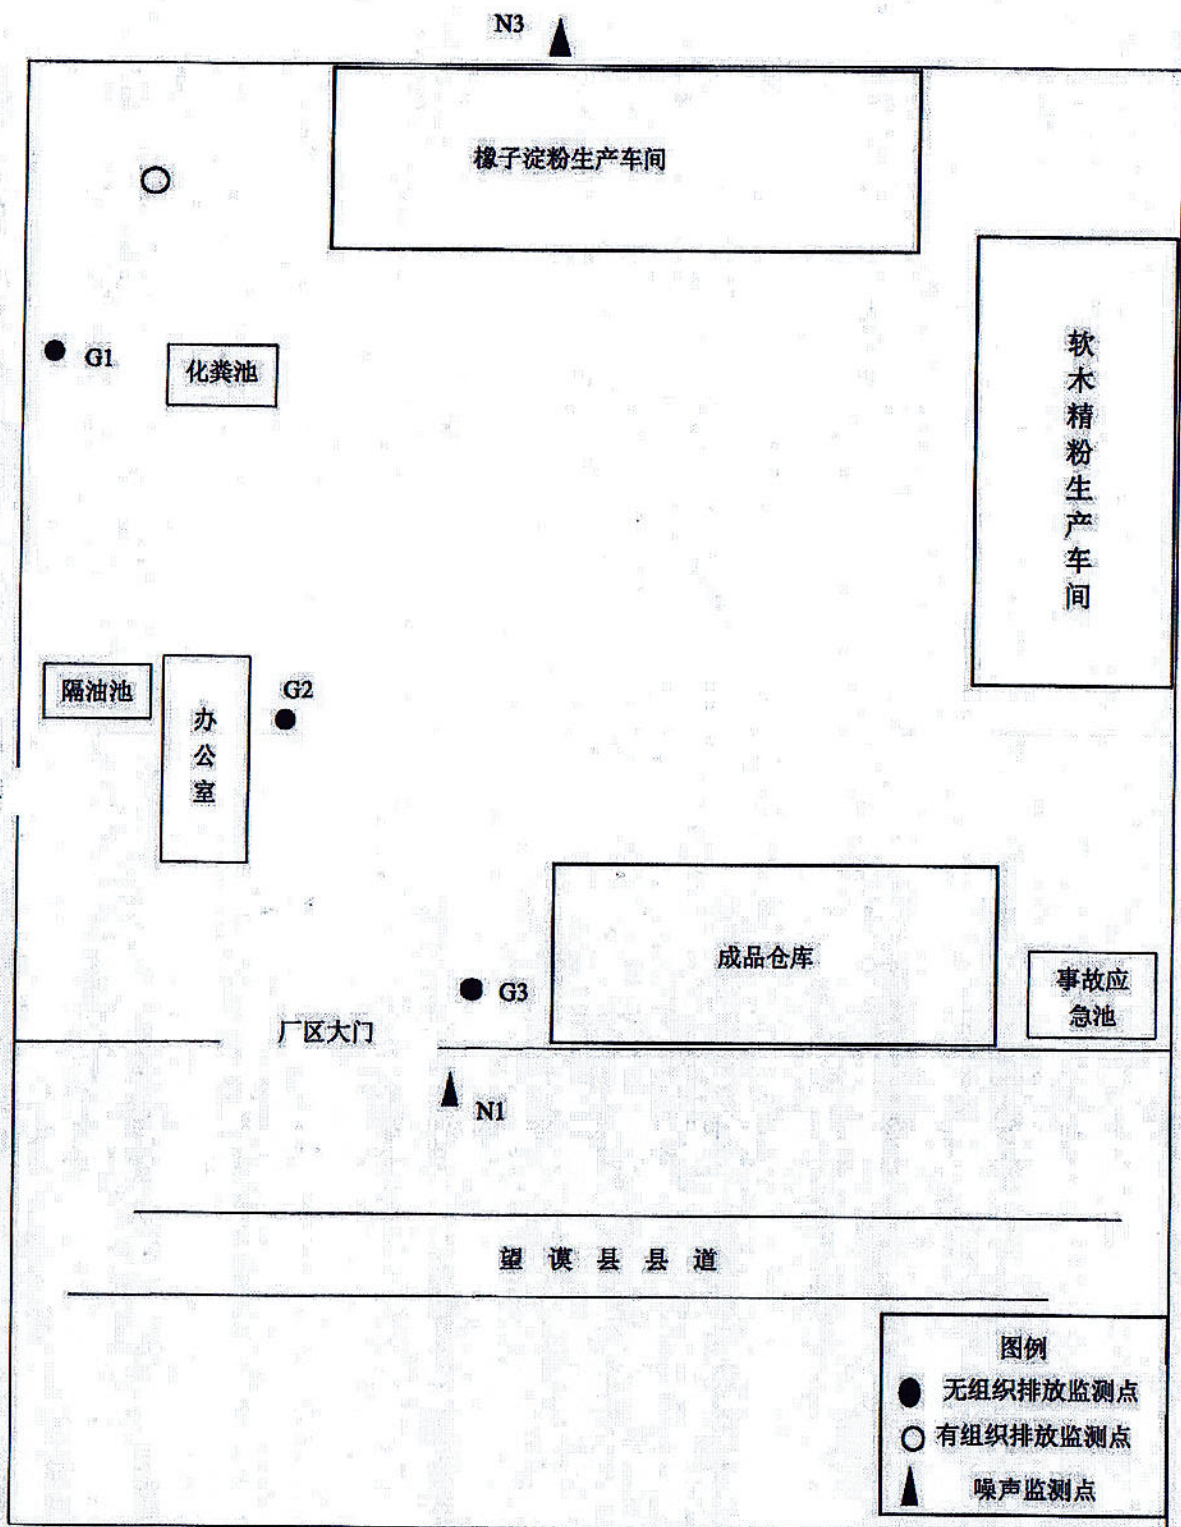 N3
橡子淀粉生产车间
软木精粉生产车间
G1
化粪池
隔油池
办公室
G2
成品仓库
事故应
急池
G3
厂区大门
N1
望谟县县道
图例
无组织排放监测点
有组织排放监测点
噪声监测点